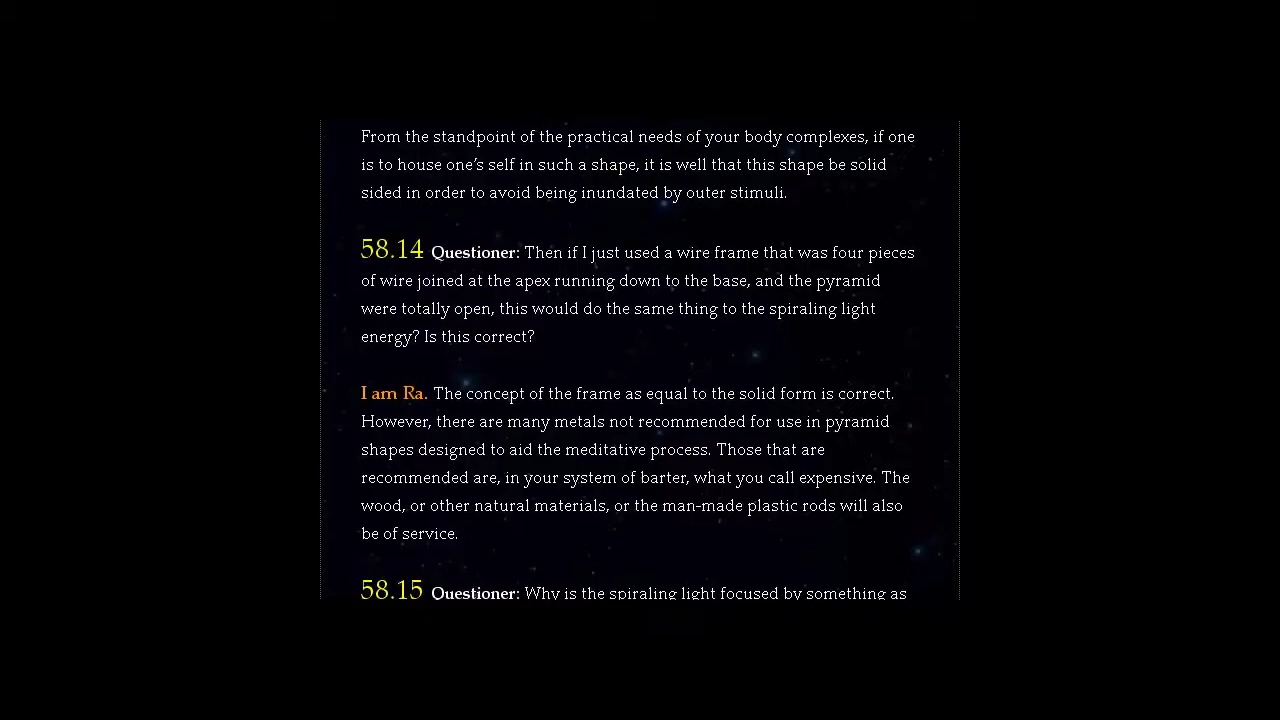 From the standpoint of the practical needs of your body complexes, if one
is to house one's self in such a shape, it is well that this shape be solid
sided in order to avoid being inundated by outer stimuli.
58.14 Questioner: Then if I just used a wire frame that was four pieces
of wire joined at the apex running down to the base, and the pyramid
were totally open, this would do the same thing to the spiraling light
energy? Is this correct?
I am Ra. The concept of the frame as equal to the solid form is correct.
However, there are many metals not recommended for use in pyramid
shapes designed to aid the meditative process. Those that are
recommended are, in your system of barter, what you call expensive. The
wood, or other natural materials, or the man-made plastic rods will also
be of service.
58.15 Questioner: Why is the spiraling light focused by something as